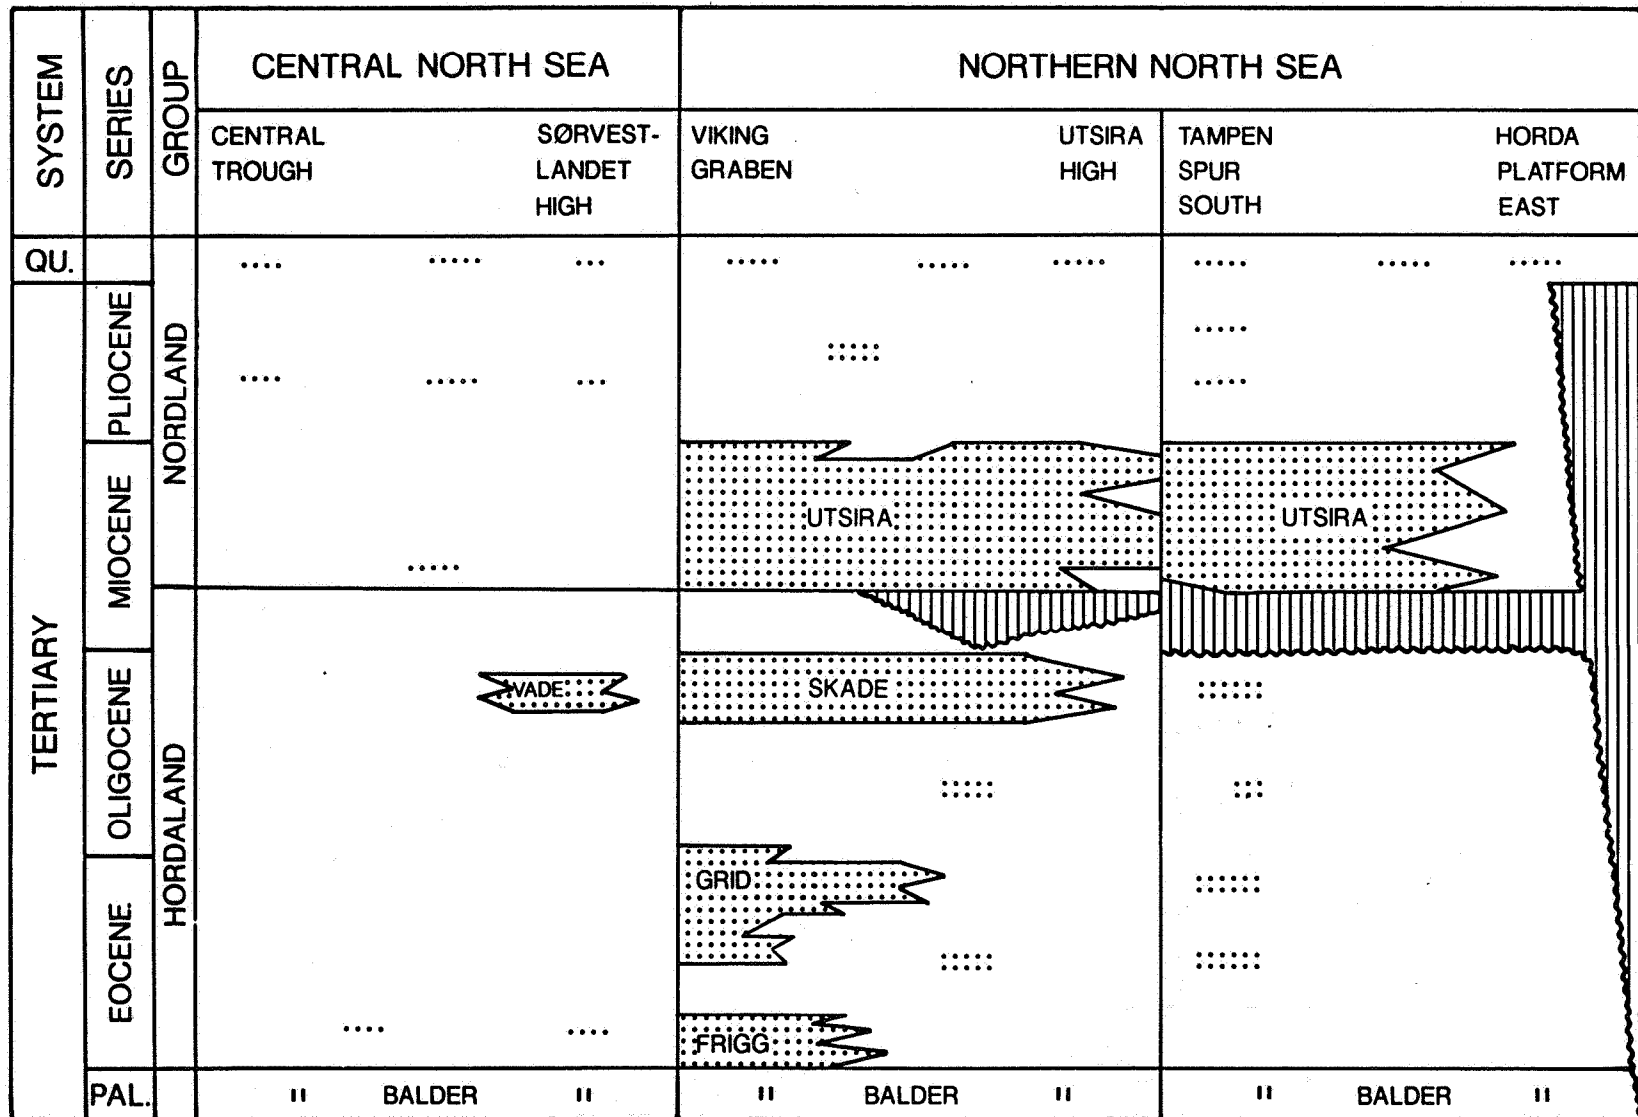 SYSTEM
SERIES
GROUP
CENTRAL NORTH SEA
NORTHERN NORTH SEA
CENTRAL
TROUGH
SØRVEST-
LANDET
HIGH
VIKING
GRABEN
UTSIRA
HIGH
TAMPEN
SPUR
SOUTH
HORDA
PLATFORM
EAST
QU.
TERTIARY
PLIOCENE
MIOCENE
OLIGOCENE
EOCENE
PAL.
NORDLAND
HORDALAND
UTSIRA
UTSIRA
VADE
SKADE
GRID
FRIGG
" BALDER "
" BALDER "
" BALDER "